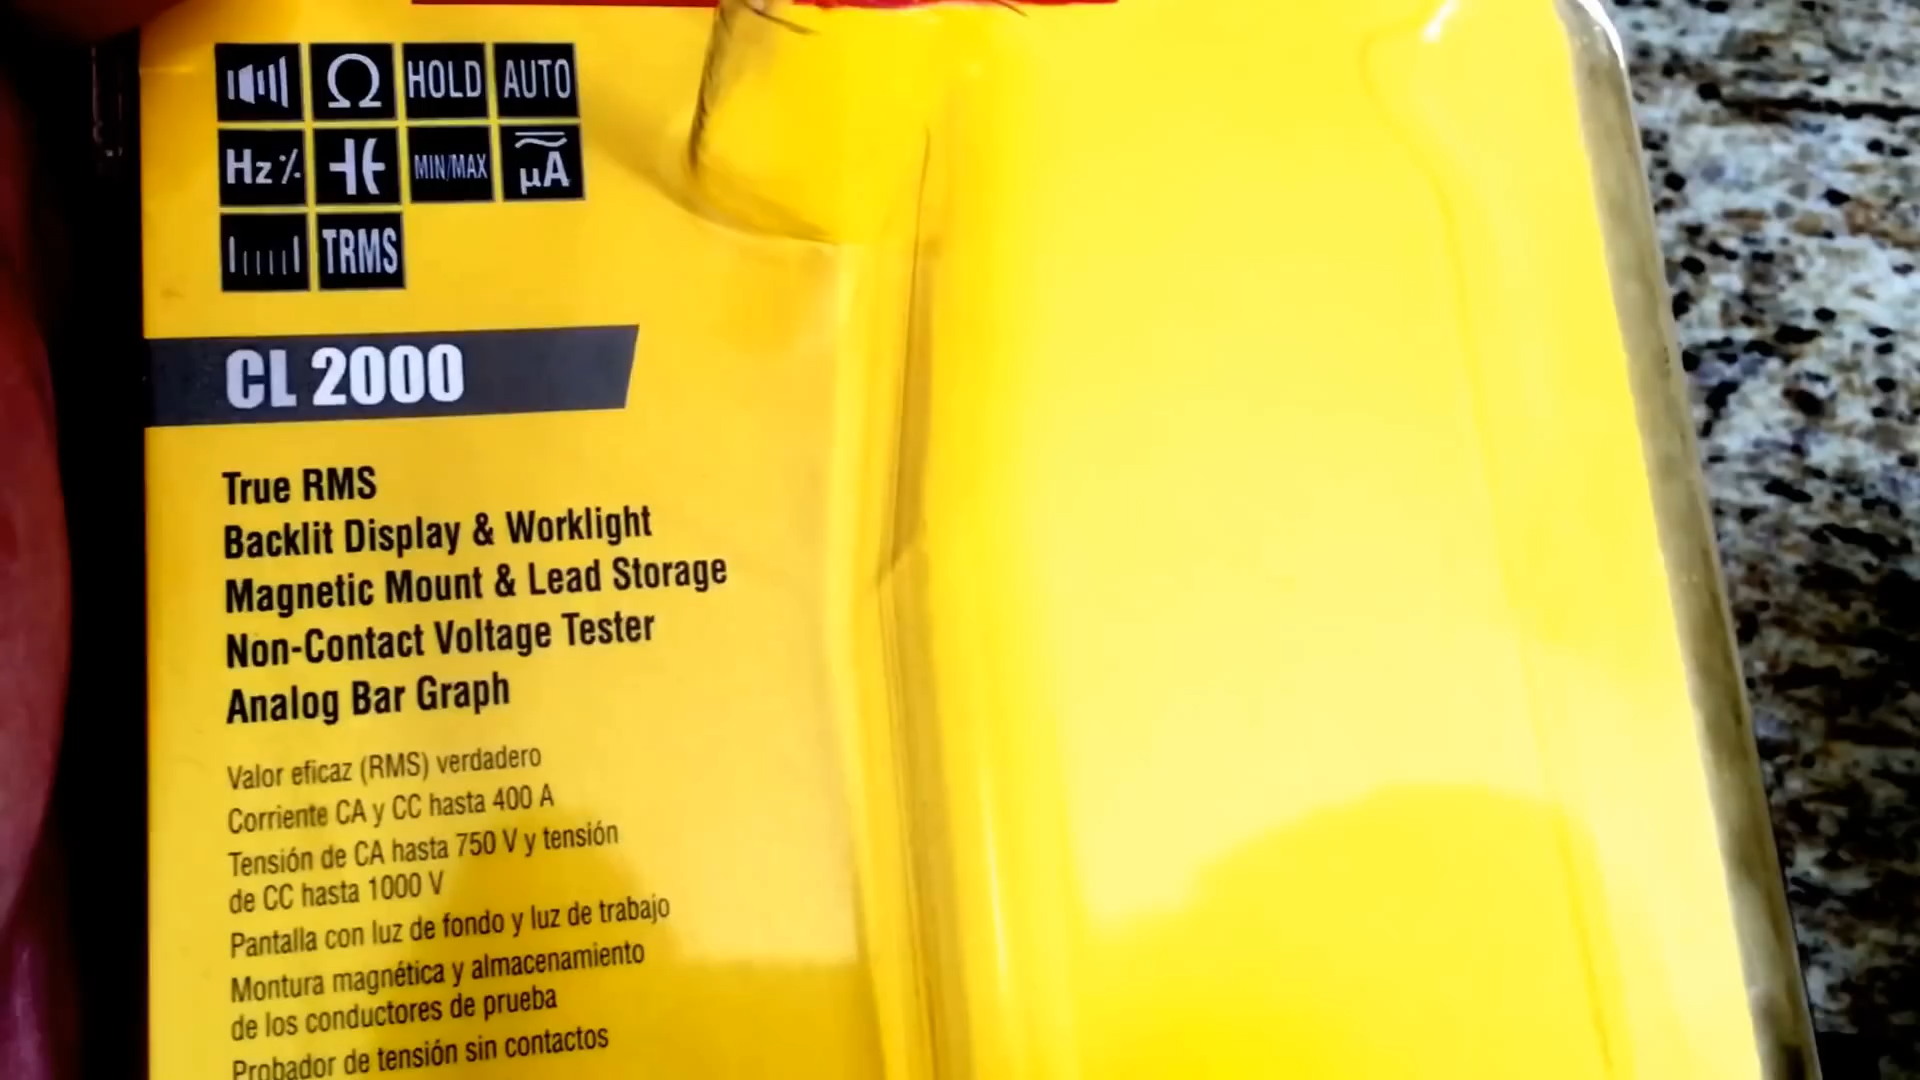 Ω HOLD AUTO
Hz % MIN/MAX µA
TRMS
CL 2000
True RMS
Backlit Display & Worklight
Magnetic Mount & Lead Storage
Non-Contact Voltage Tester
Analog Bar Graph
Valor eficaz (RMS) verdadero
Corriente CA y CC hasta 400 A
Tensión de CA hasta 750 V y tensión
de CC hasta 1000 V
Pantalla con luz de fondo y luz de trabajo
Montura magnética y almacenamiento
de los conductores de prueba
Probador de tensión sin contactos